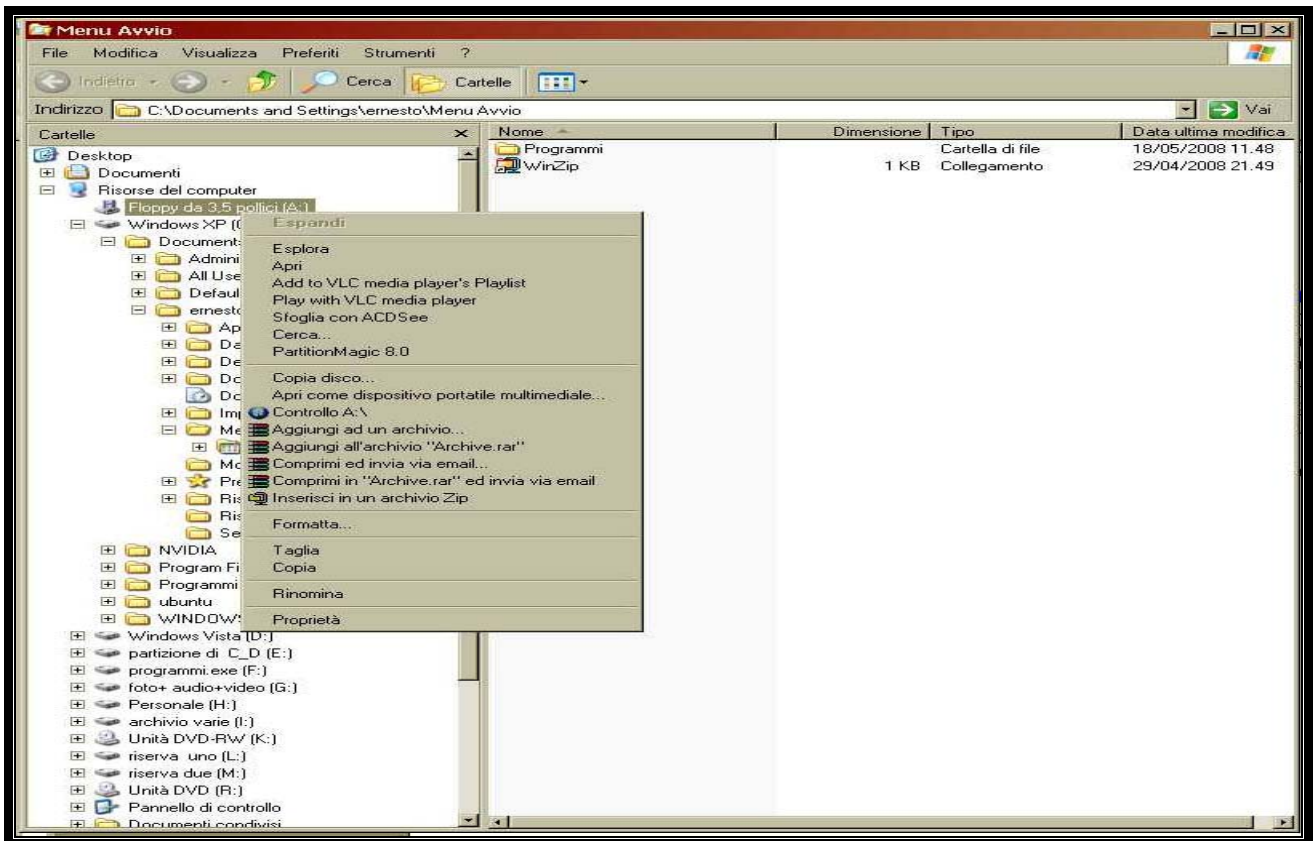 Menu Avvio
File Modifica Visualizza Preferiti Strumenti ?
Indietro Cerca Cartelle
Indirizzo C:\Documents and Settings\ernesto\Menu Avvio Vai
Cartelle
Nome Dimensione Tipo Data ultima modifica
Programmi Cartella di file 18/05/2008 11.48
WinZip 1 KB Collegamento 29/04/2008 21.49
Desktop
Documenti
Risorse del computer
Floppy da 3,5 pollici (A:)
Windows XP (
Document
Admini
All Use
Defaul
ernesto
Ap
Da
De
Do
Do
Imp
Me
Mo
Pre
Ris
Ris
Se
NVIDIA
Program Fi
Programmi
ubuntu
WINDOW
Windows Vista (D:)
partizione di C_D (E:)
programmi.exe (F:)
foto+ audio+video (G:)
Personale (H:)
archivio varie (I:)
Unità DVD-RW (K:)
riserva uno (L:)
riserva due (M:)
Unità DVD (R:)
Pannello di controllo
Documenti condivisi
Espandi
Esplora
Apri
Add to VLC media player's Playlist
Play with VLC media player
Sfoglia con ACDSee
Cerca...
PartitionMagic 8.0
Copia disco...
Apri come dispositivo portatile multimediale...
Controllo A:\
Aggiungi ad un archivio...
Aggiungi all'archivio "Archive.rar"
Comprimi ed invia via email...
Comprimi in "Archive.rar" ed invia via email
Inserisci in un archivio Zip
Formatta...
Taglia
Copia
Rinomina
Proprietà